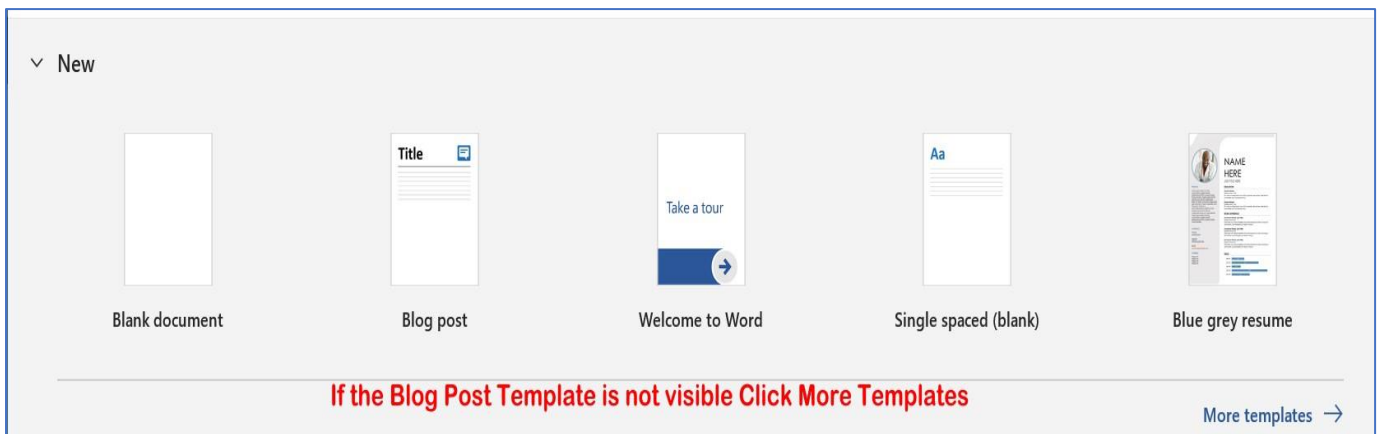 New
Title
Take a tour
Aa
NAME
HERE
Blank document
Blog post
Welcome to Word
Single spaced (blank)
Blue grey resume
If the Blog Post Template is not visible Click More Templates
More templates